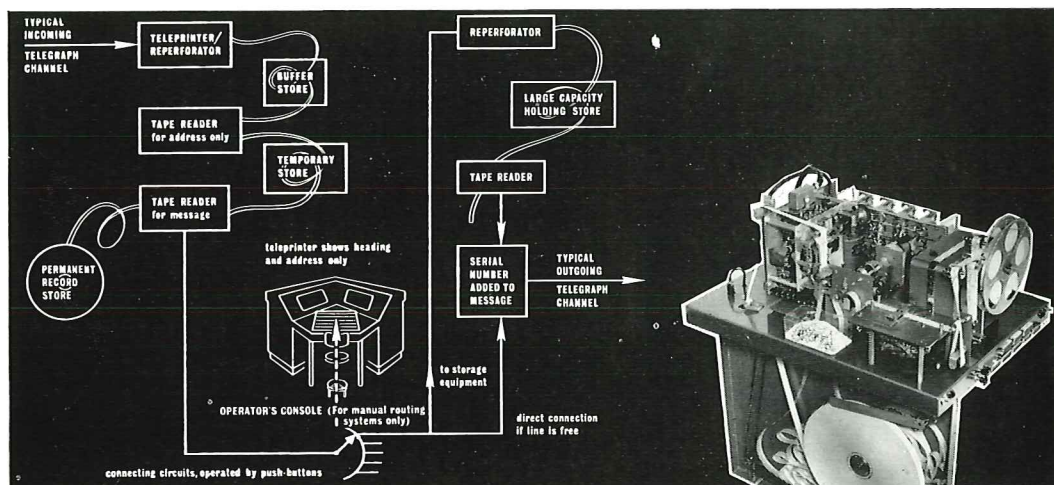 TYPICAL
INCOMING
TELEGRAPH
CHANNEL
TELEPRINTER/
REPERFORATOR
BUFFER
STORE
TAPE READER
for address only
TEMPORARY
STORE
TAPE READER
for message
PERMANENT
RECORD
STORE
teleprinter shows heading
and address only
OPERATOR'S CONSOLE (For manual routing
systems only)
connecting circuits, operated by push-buttons
REPERFORATOR
LARGE CAPACITY
HOLDING STORE
TAPE READER
SERIAL
NUMBER
ADDED TO
MESSAGE
TYPICAL
OUTGOING
TELEGRAPH
CHANNEL
to storage
equipment
direct connection
if line is free